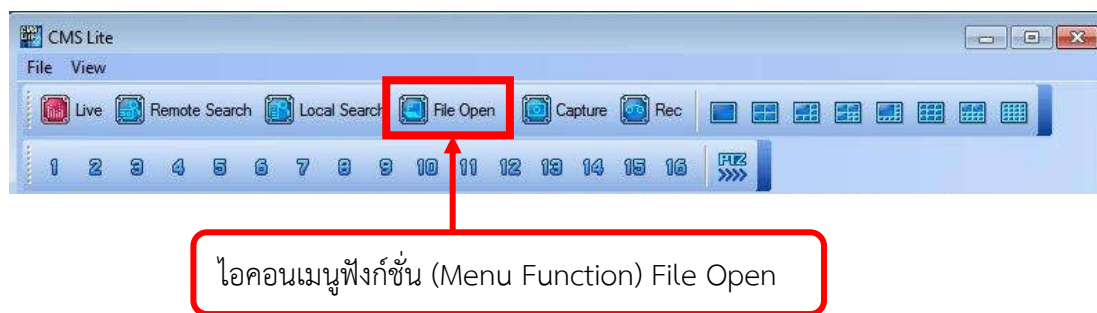 CMS Lite
File View
Live Remote Search Local Search File Open Capture Rec
1 2 3 4 5 6 7 8 9 10 11 12 13 14 15 16 PTZ
ไอคอนเมนูฟังก์ชั่น (Menu Function) File Open